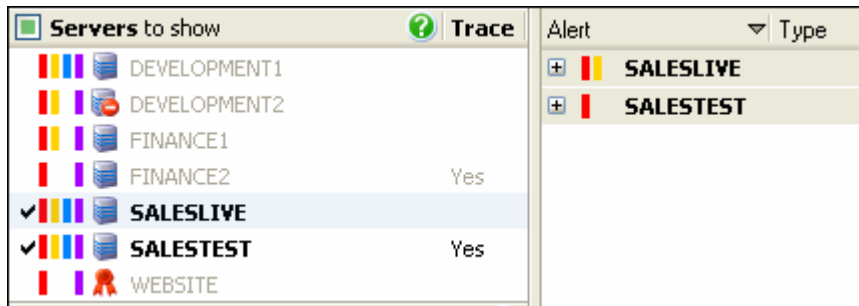 Servers to show ? Trace
DEVELOPMENT1
DEVELOPMENT2
FINANCE1
FINANCE2 Yes
SALESLIVE
SALESTEST Yes
WEBSITE
Alert Type
SALESLIVE
SALESTEST